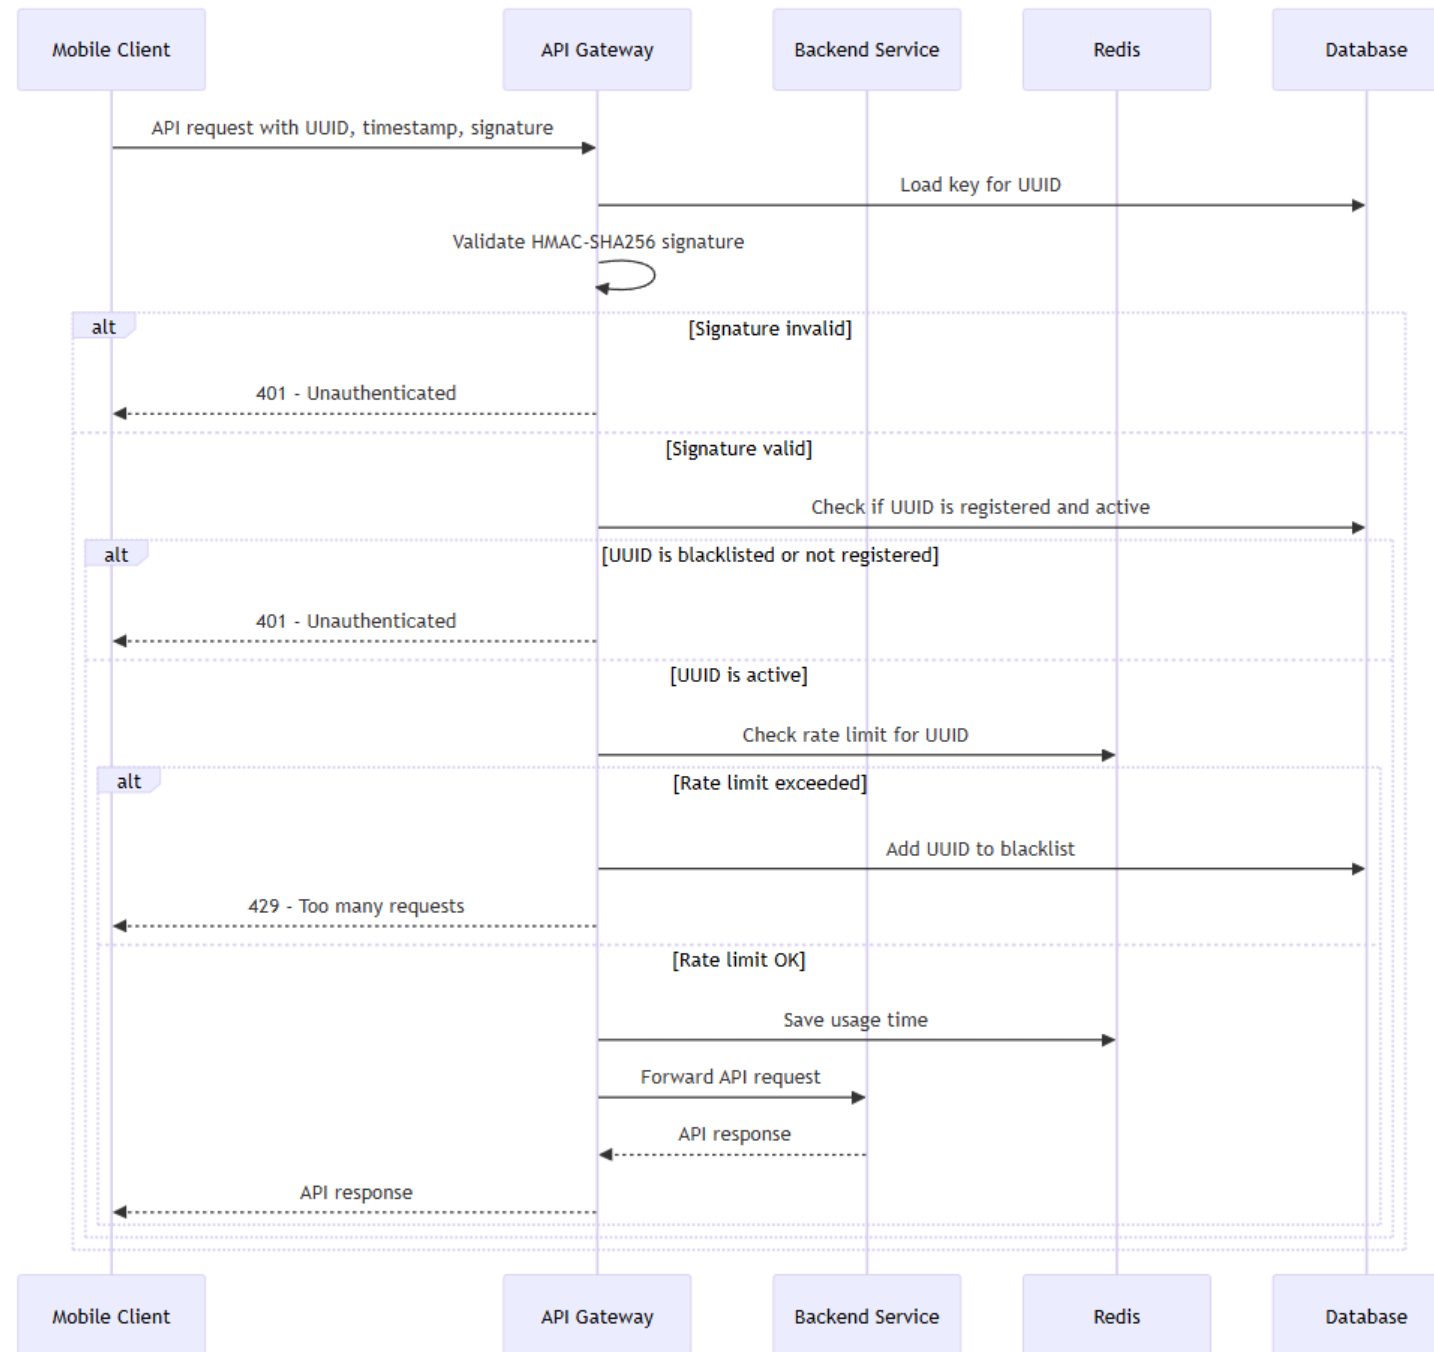 Mobile Client
API Gateway
Backend Service
Redis
Database
API request with UUID, timestamp, signature
Load key for UUID
Validate HMAC-SHA256 signature
alt
[Signature invalid]
401 - Unauthenticated
[Signature valid]
Check if UUID is registered and active
alt
[UUID is blacklisted or not registered]
401 - Unauthenticated
[UUID is active]
Check rate limit for UUID
alt
[Rate limit exceeded]
Add UUID to blacklist
429 - Too many requests
[Rate limit OK]
Save usage time
Forward API request
API response
API response
Mobile Client
API Gateway
Backend Service
Redis
Database